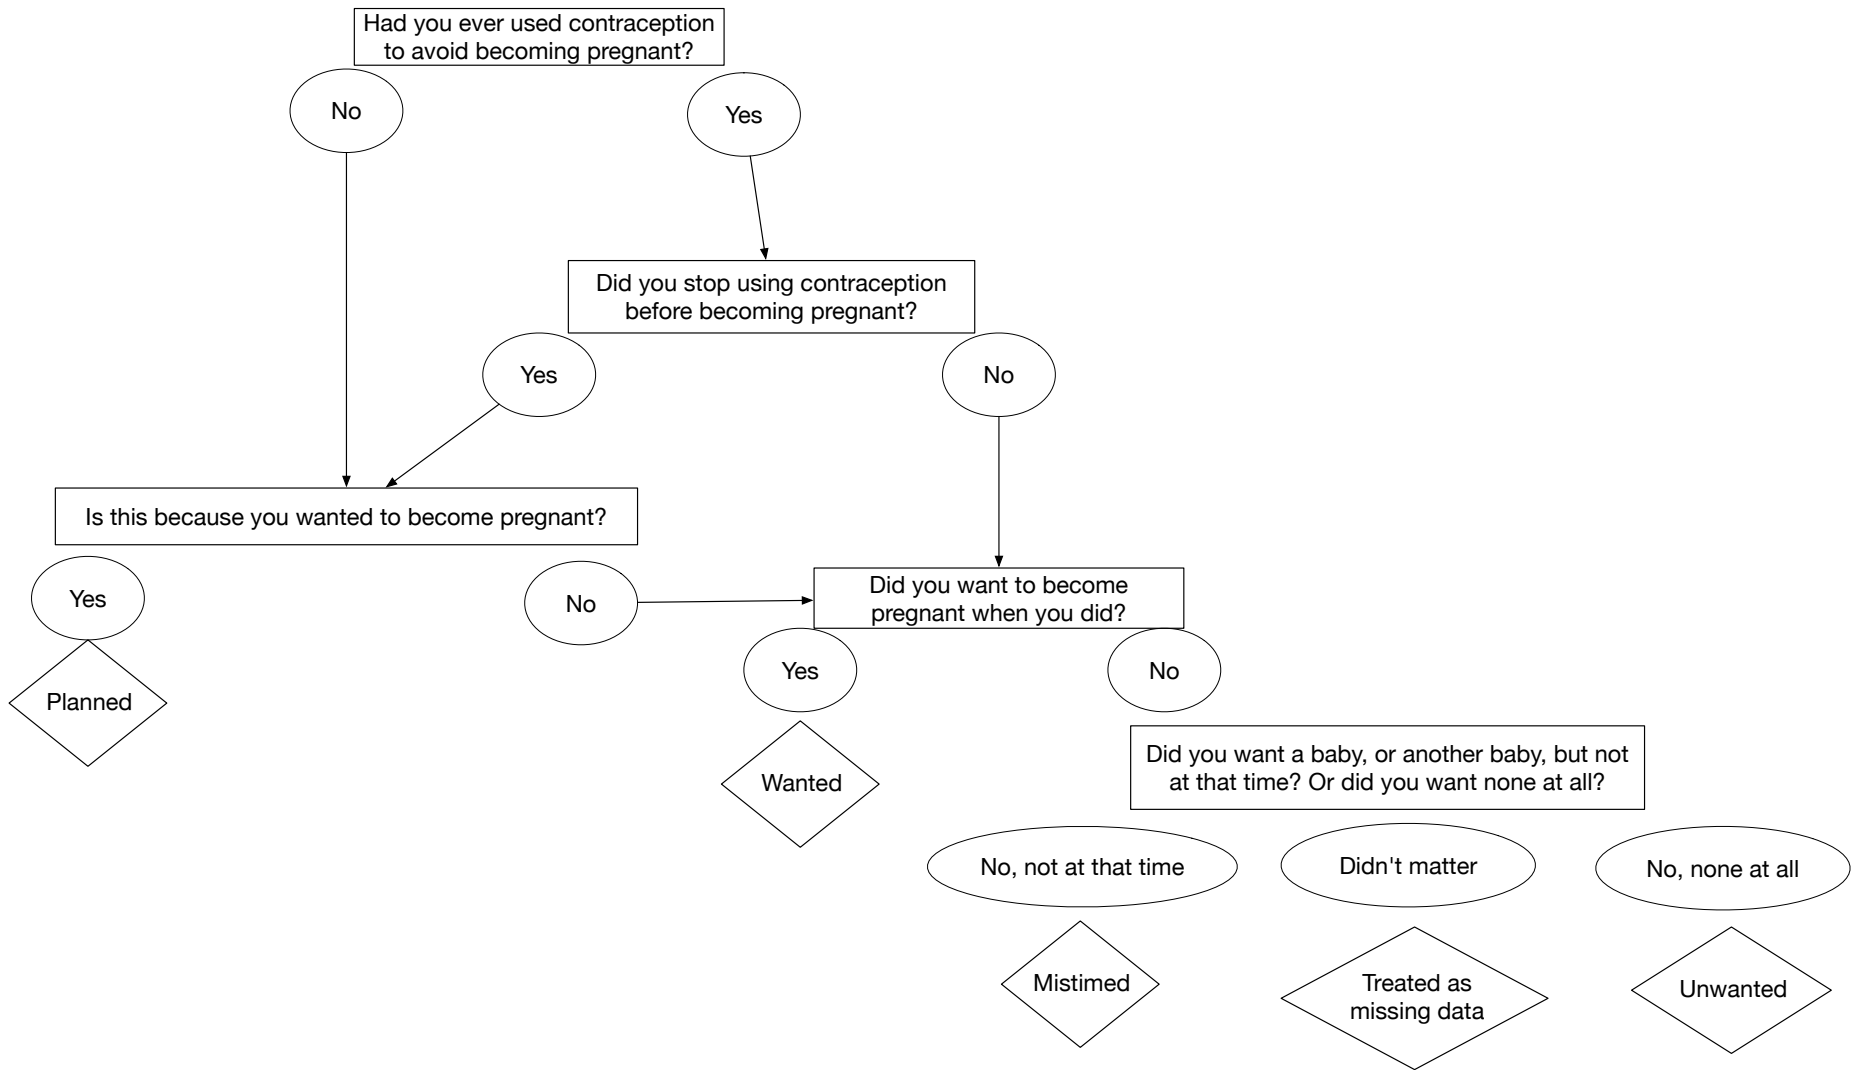 Had you ever used contraception
to avoid becoming pregnant?
No
Yes
Did you stop using contraception
before becoming pregnant?
Yes
No
Is this because you wanted to become pregnant?
Yes
No
Did you want to become
pregnant when you did?
Yes
No
Planned
Wanted
Did you want a baby, or another baby, but not
at that time? Or did you want none at all?
No, not at that time
Didn't matter
No, none at all
Mistimed
Treated as
missing data
Unwanted